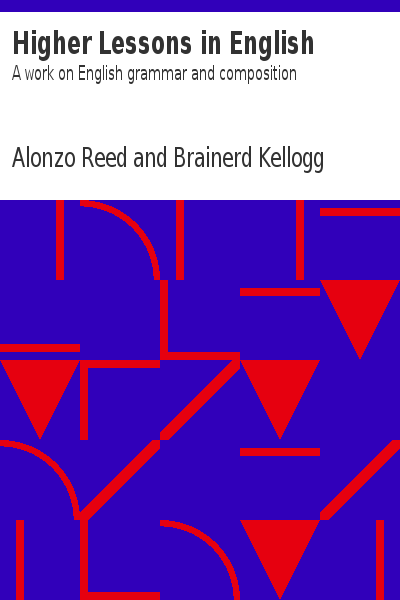 Higher Lessons in English
A work on English grammar and composition
Alonzo Reed and Brainerd Kellogg